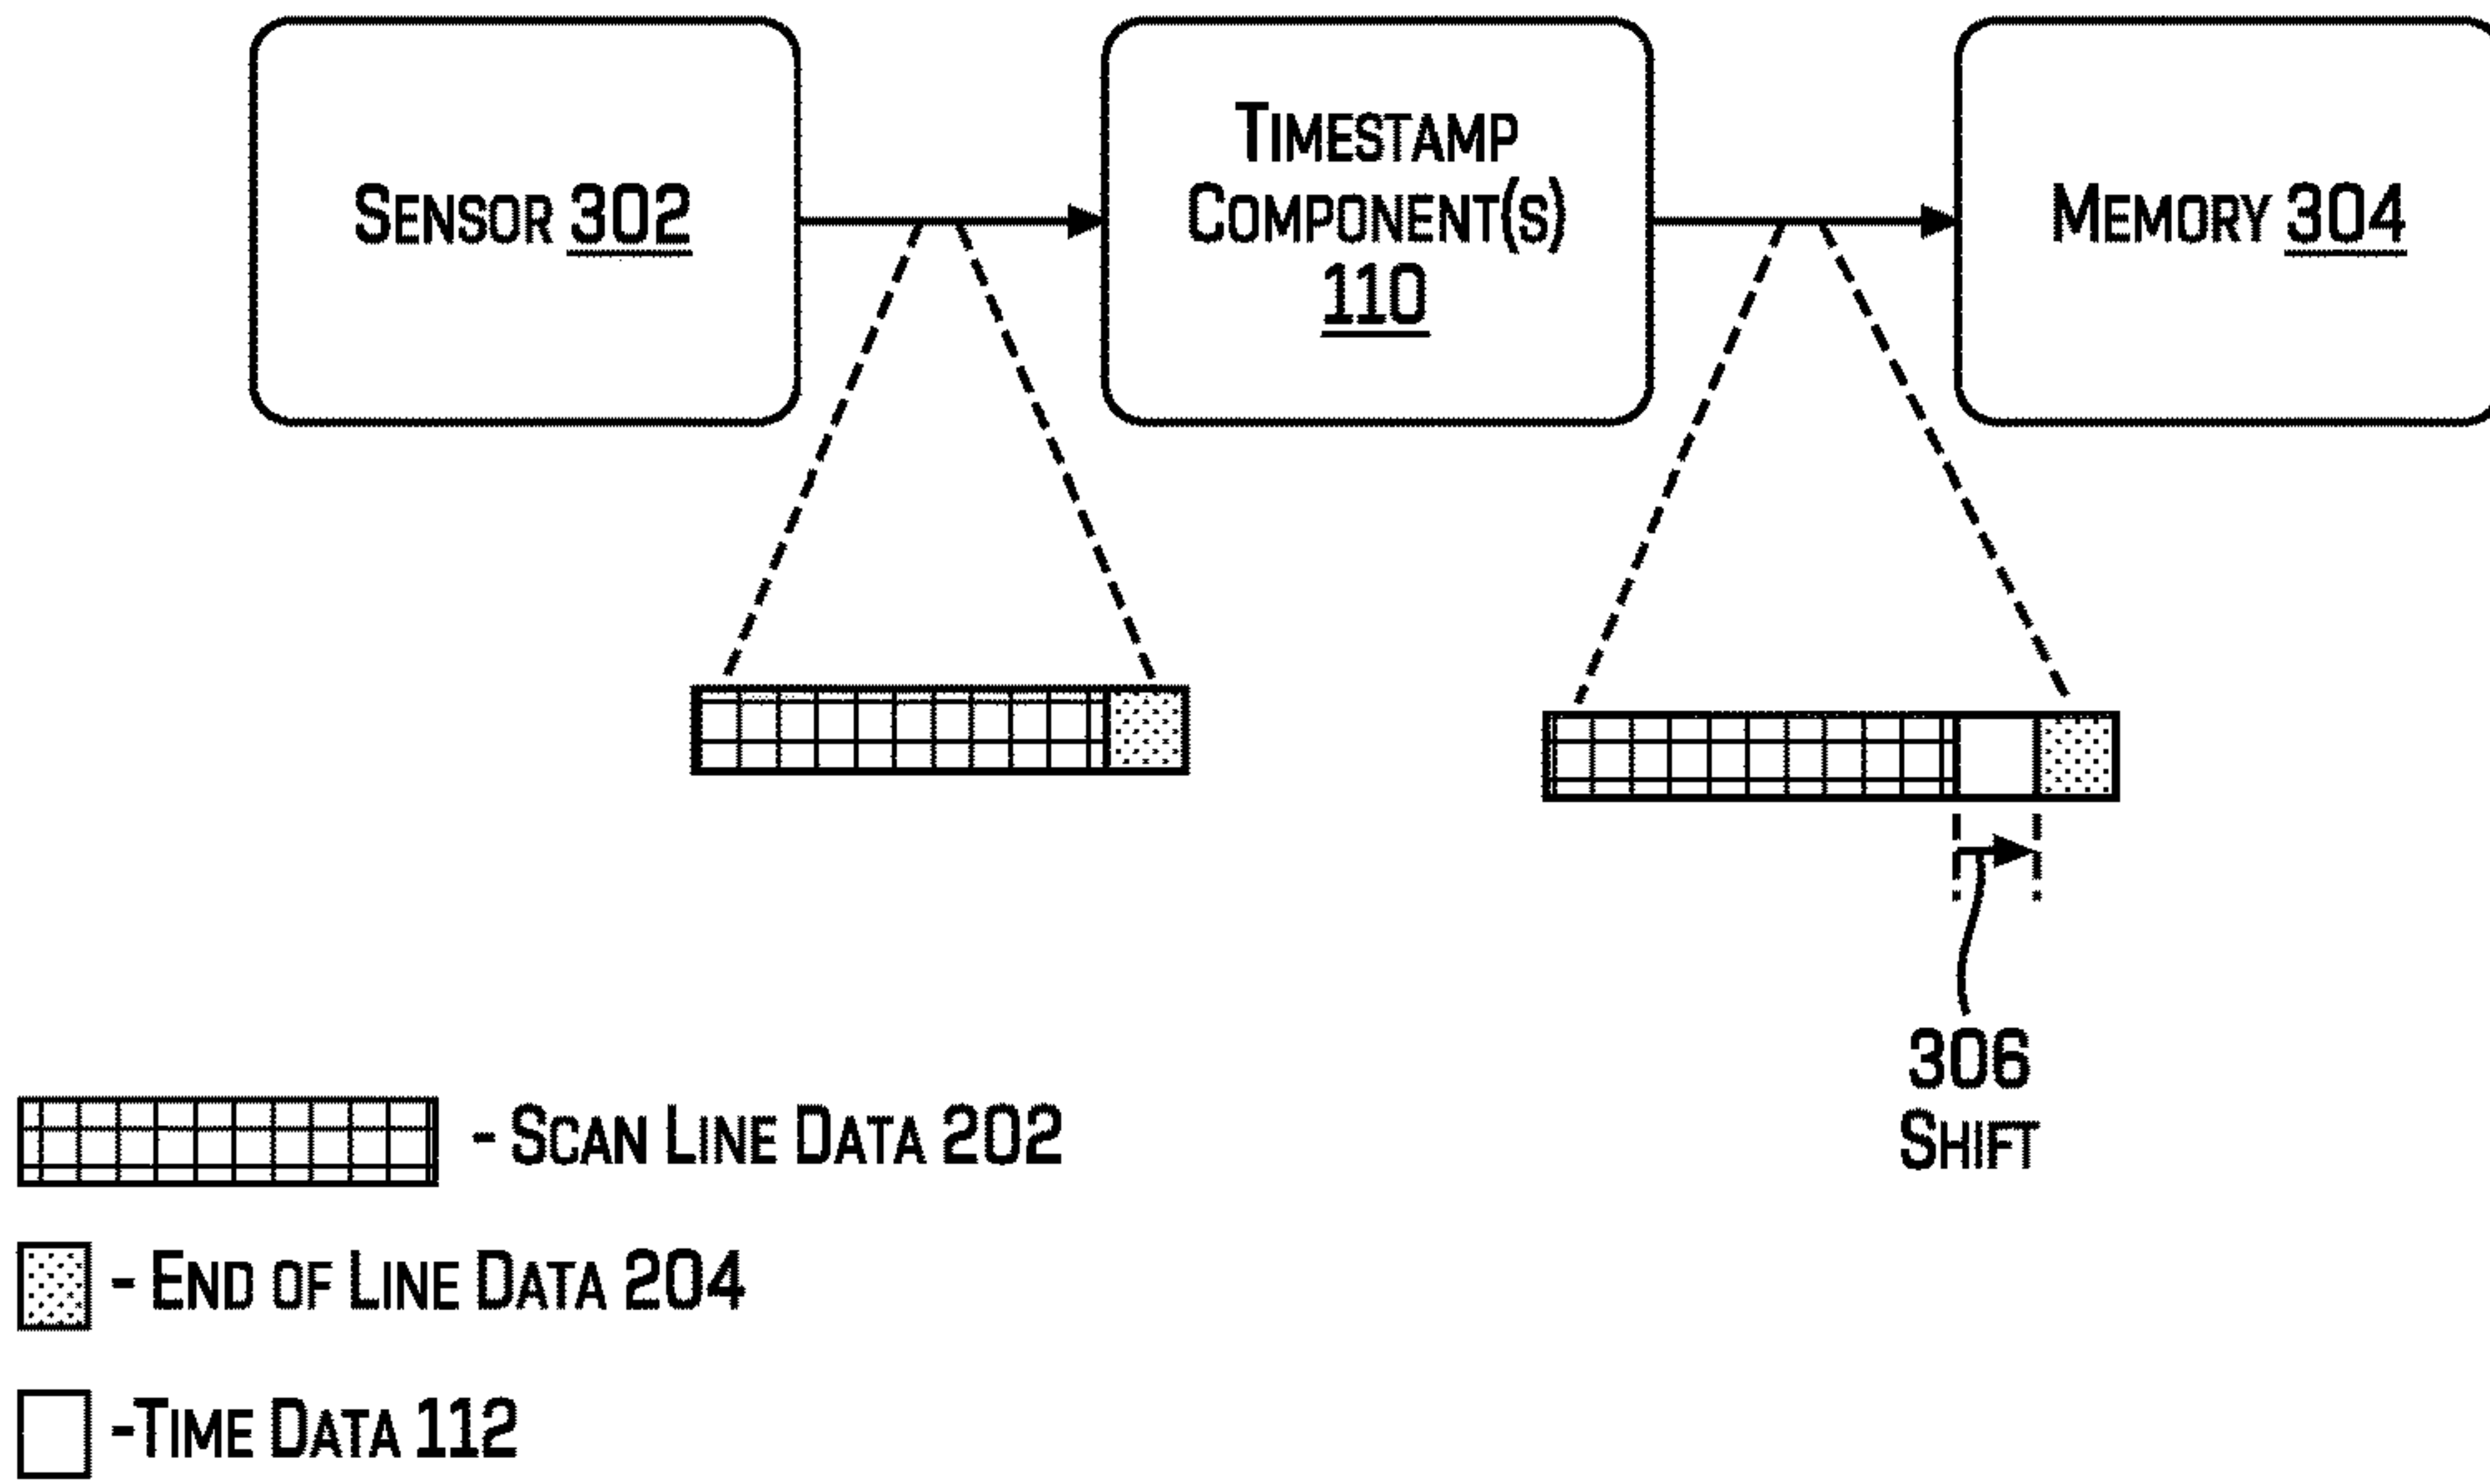 SENSOR 302
TIMESTAMP
COMPONENT(S)
110
MEMORY 304
306
SHIFT
- SCAN LINE DATA 202
- END OF LINE DATA 204
-TIME DATA 112